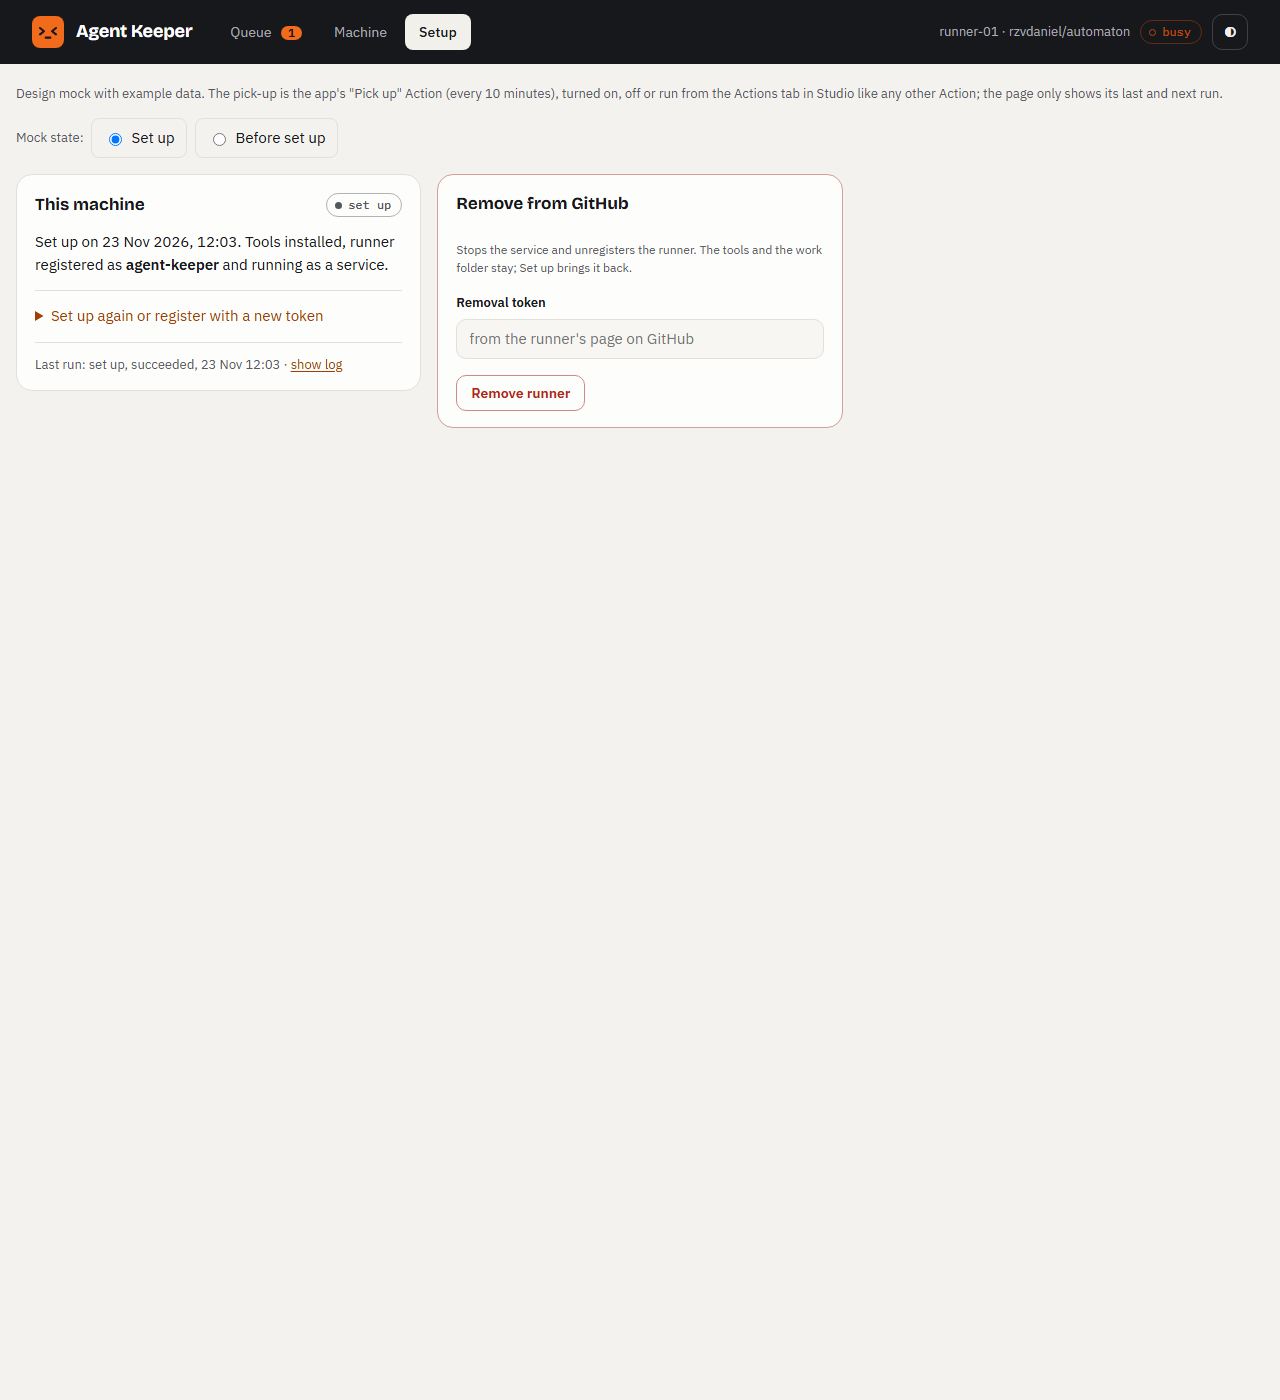 Agent Keeper
Queue 1
Machine
Setup
runner-01 · rzvdaniel/automaton
busy
Design mock with example data. The pick-up is the app's "Pick up" Action (every 10 minutes), turned on, off or run from the Actions tab in Studio like any other Action; the page only shows its last and next run.
Mock state:
Set up
Before set up
This machine
set up
Set up on 23 Nov 2026, 12:03. Tools installed, runner
registered as agent-keeper and running as a service.
Set up again or register with a new token
Last run: set up, succeeded, 23 Nov 12:03 · show log
Remove from GitHub
Stops the service and unregisters the runner. The tools and the work
folder stay; Set up brings it back.
Removal token
from the runner's page on GitHub
Remove runner